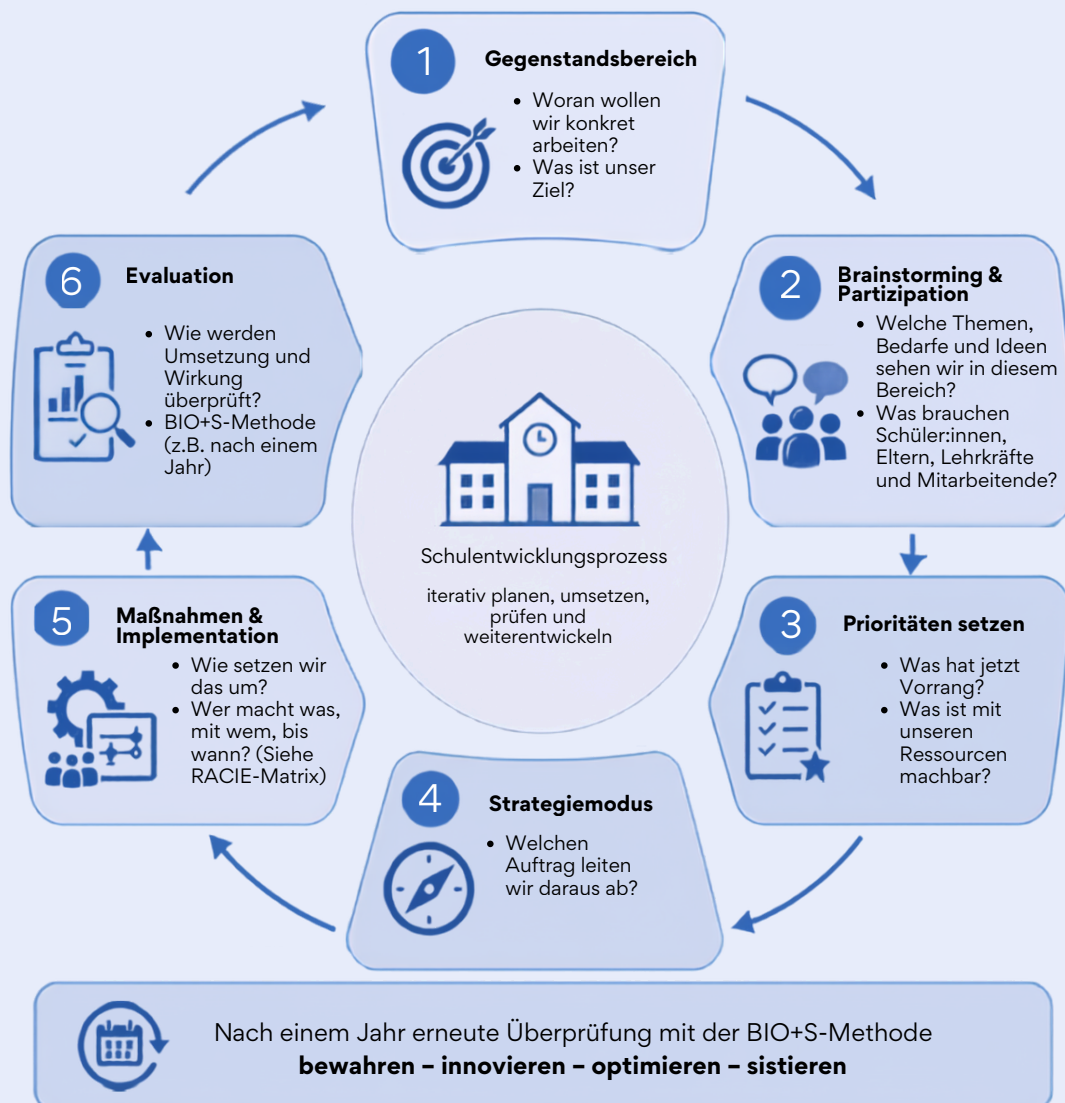 1
Gegenstandsbereich
• Woran wollen
wir konkret
arbeiten?
• Was ist unser
Ziel?
2
Brainstorming &
Partizipation
• Welche Themen,
Bedarfe und Ideen
sehen wir in diesem
Bereich?
• Was brauchen
Schüler:innen,
Eltern, Lehrkräfte
und Mitarbeitende?
3
Prioritäten setzen
• Was hat jetzt
Vorrang?
• Was ist mit
unseren
Ressourcen
machbar?
4
Strategiemodus
• Welchen
Auftrag leiten
wir daraus ab?
5
Maßnahmen &
Implementation
• Wie setzen wir
das um?
• Wer macht was,
mit wem, bis
wann? (Siehe
RACIE-Matrix)
6
Evaluation
• Wie werden
Umsetzung und
Wirkung
überprüft?
• BIO+S-Methode
(z.B. nach einem
Jahr)
Schulentwicklungsprozess
iterativ planen, umsetzen,
prüfen und
weiterentwickeln
Nach einem Jahr erneute Überprüfung mit der BIO+S-Methode
bewahren – innovieren – optimieren – sistieren